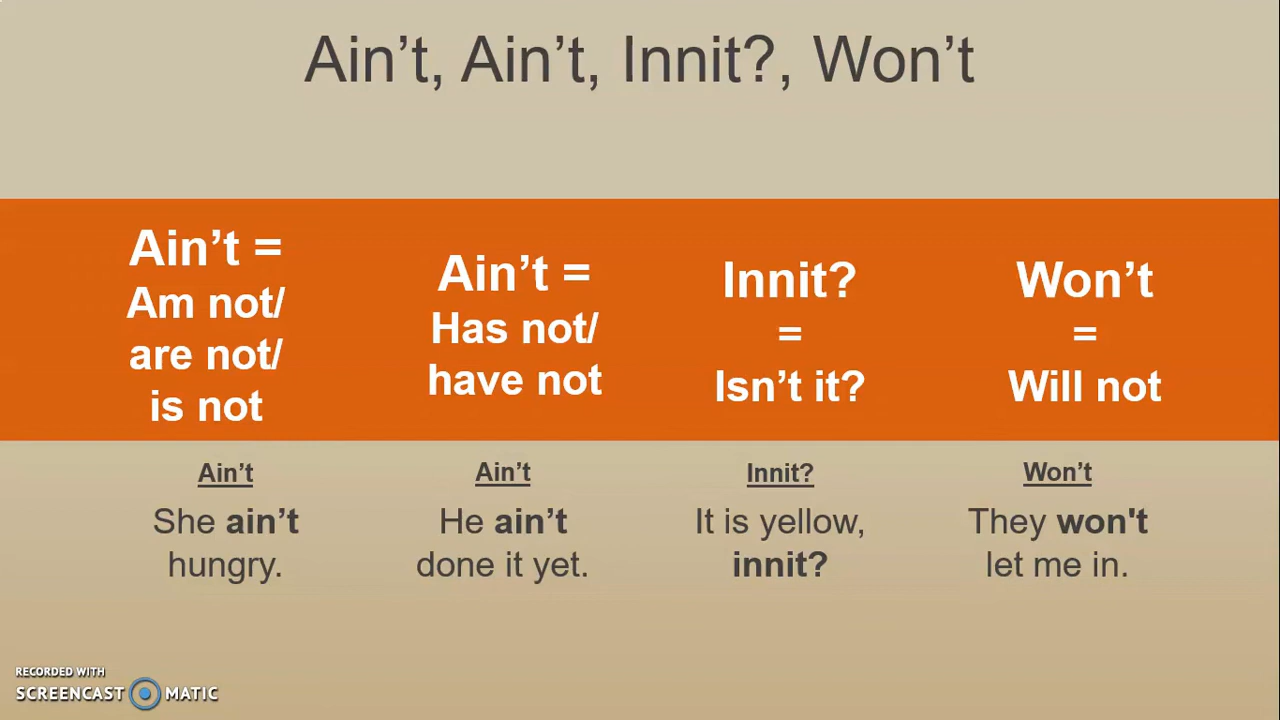 Ain’t, Ain’t, Innit?, Won’t
Ain’t =
Am not/
are not/
is not
Ain’t =
Has not/
have not
Innit?
=
Isn’t it?
Won’t
=
Will not
Ain’t
She ain’t
hungry.
Ain’t
He ain’t
done it yet.
Innit?
It is yellow,
innit?
Won’t
They won't
let me in.
RECORDED WITH
SCREENCAST MATIC